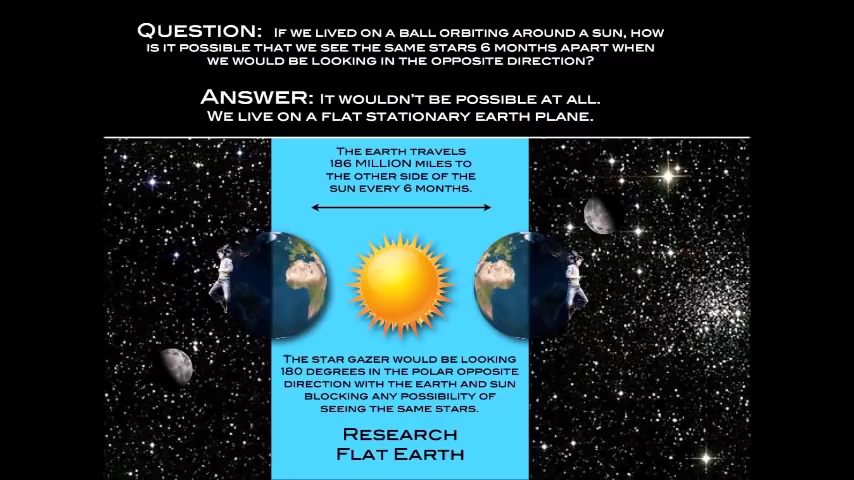 QUESTION: IF WE LIVED ON A BALL ORBITING AROUND A SUN, HOW
IS IT POSSIBLE THAT WE SEE THE SAME STARS 6 MONTHS APART WHEN
WE WOULD BE LOOKING IN THE OPPOSITE DIRECTION?
ANSWER: IT WOULDN'T BE POSSIBLE AT ALL.
WE LIVE ON A FLAT STATIONARY EARTH PLANE.
THE EARTH TRAVELS
186 MILLION MILES TO
THE OTHER SIDE OF THE
SUN EVERY 6 MONTHS.
THE STAR GAZER WOULD BE LOOKING
180 DEGREES IN THE POLAR OPPOSITE
DIRECTION WITH THE EARTH AND SUN
BLOCKING ANY POSSIBILITY OF
SEEING THE SAME STARS.
RESEARCH
FLAT EARTH